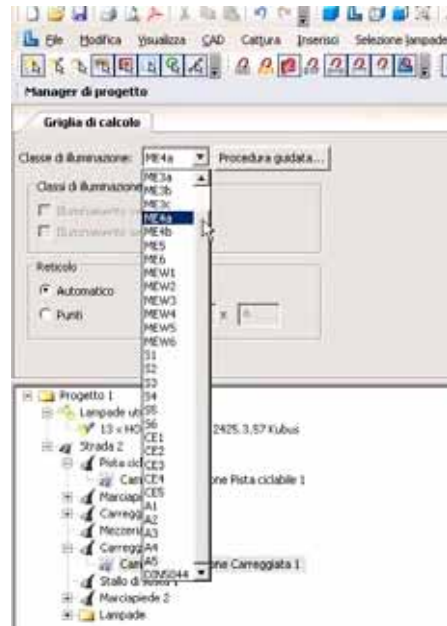 File Modifica Visualizza CAD Cattura Inserisci Selezione lampade
Manager di progetto
Griglia di calcolo
Classe di illuminazione: ME4a Procedura guidata...
Classi di illuminazione
ME3a
ME3b
ME3c
ME4a
ME4b
ME5
ME6
MEW1
MEW2
MEW3
MEW4
MEW5
MEW6
S1
S2
S3
S4
S5
S6
CE1
CE2
CE3
CE4
CE5
A1
A2
A3
A4
A5
Illuminamento
Illuminamento
Reticolo
Automatico
Punti x
Progetto 1
Lampade
13 x 2425.3.57 Kubus
Strada 2
Pista
one Pista ciclabile 1
Marciapi
Carregg
Mezzeri
Carregg
one Carreggiata 1
Stallo di
Marciapiede 2
Lampade